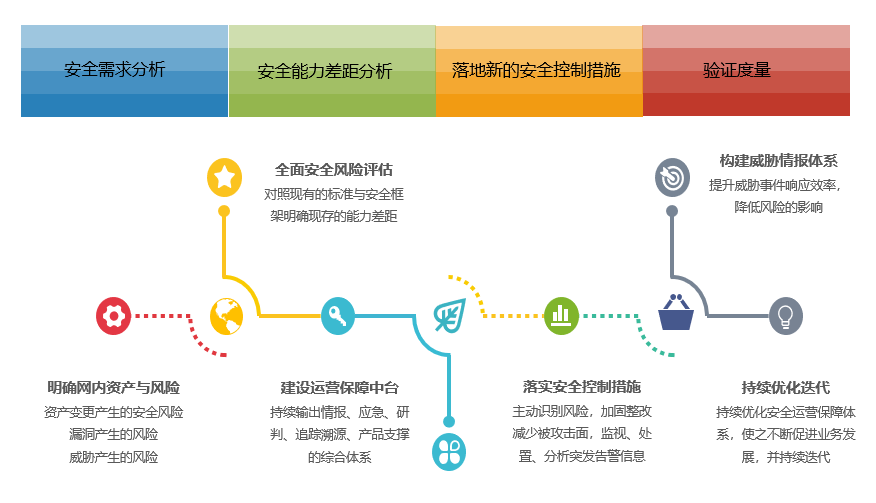 安全需求分析
安全能力差距分析
落地新的安全控制措施
验证度量
全面安全风险评估
对照现有的标准与安全框
架明确现存的能力差距
构建威胁情报体系
提升威胁事件响应效率，
降低风险的影响
明确网内资产与风险
资产变更产生的安全风险
漏洞产生的风险
威胁产生的风险
建设运营保障中台
持续输出情报、应急、研
判、追踪溯源、产品支撑
的综合体系
落实安全控制措施
主动识别风险，加固整改
减少被攻击面，监视、处
置、分析突发告警信息
持续优化迭代
持续优化安全运营保障体
系，使之不断促进业务发
展，并持续迭代